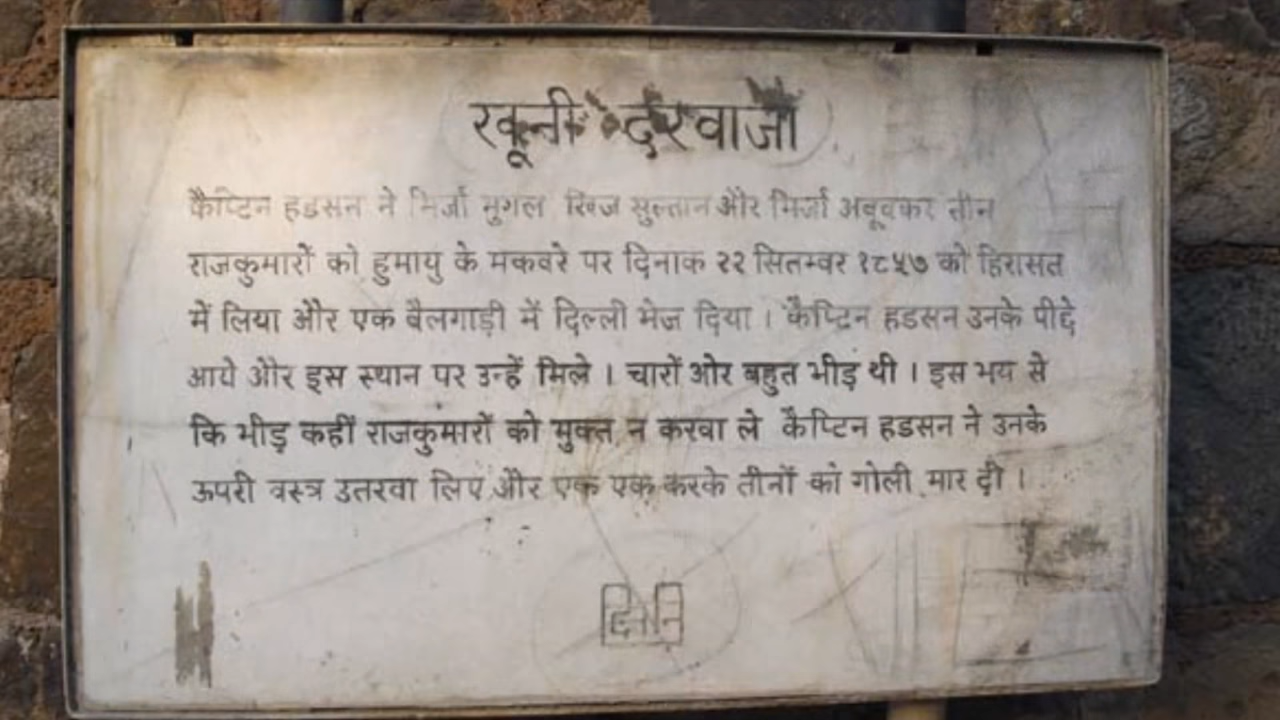 खूनी दरवाजा
कैप्टिन हडसन ने मिर्जा मुगल खिज्र सुल्तान और मिर्जा अबूबकर तीन
राजकुमारों को हुमायु के मकबरे पर दिनाक २२ सितम्बर १८५७ को हिरासत
में लिया और एक बैलगाड़ी में दिल्ली भेज दिया । कैप्टिन हडसन उनके पीछे
आये और इस स्थान पर उन्हें मिले । चारों ओर बहुत भीड़ थी । इस भय से
कि भीड़ कहीं राजकुमारों को मुक्त न करवा ले कैप्टिन हडसन ने उनके
ऊपरी वस्त्र उतरवा लिए और एक एक करके तीनों को गोली मार दी ।